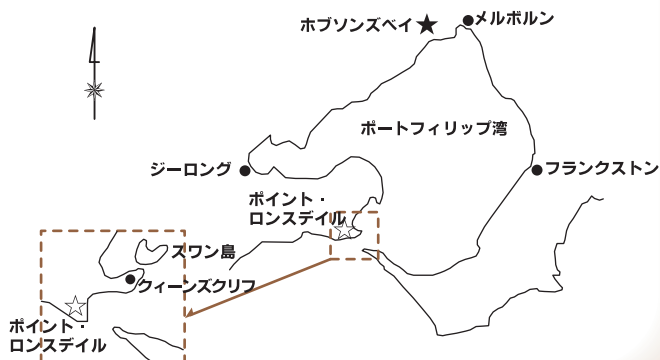 ホブソンズベイ
メルボルン
ポートフィリップ湾
ジーロング
フランクストン
ポイント・
ロンスデイル
スワン島
クィーンズクリフ
ポイント・
ロンスデイル